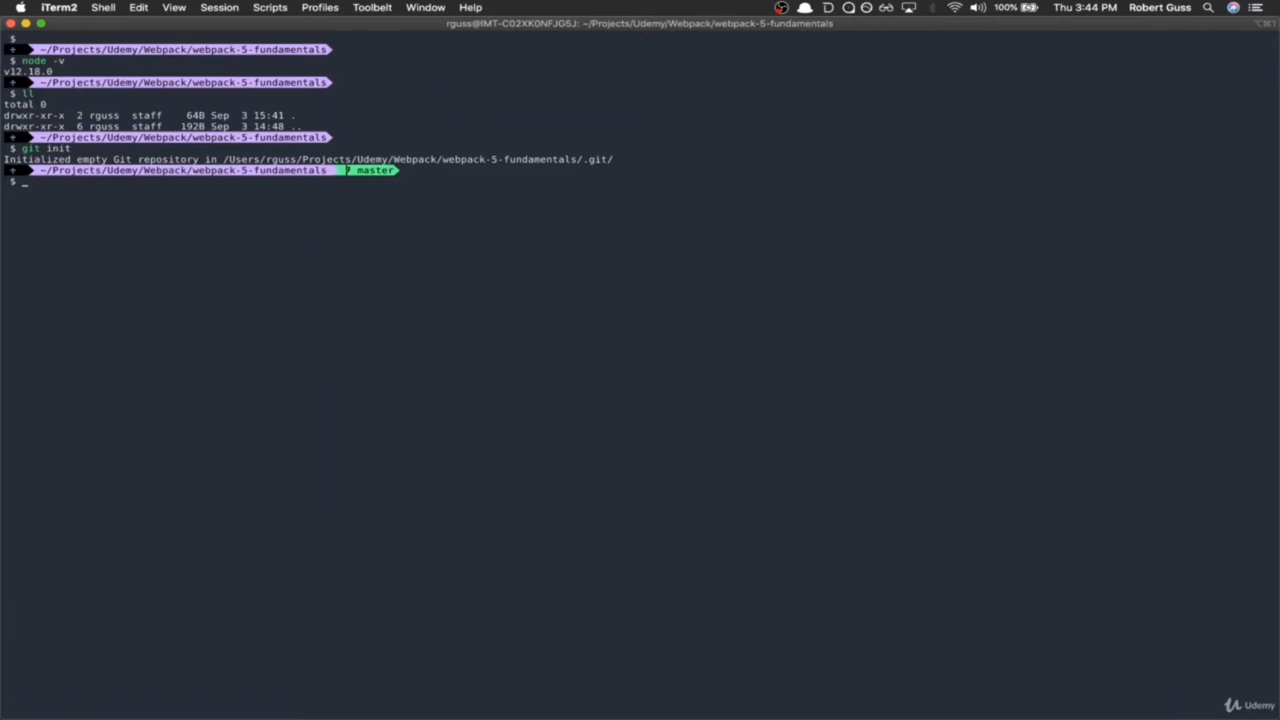 iTerm2 Shell Edit View Session Scripts Profiles Toolbelt Window Help 100% Thu 3:44 PM Robert Guss
rguss@IMT-C02XK0NFJG5J: ~/Projects/Udemy/Webpack/webpack-5-fundamentals
$
~/Projects/Udemy/Webpack/webpack-5-fundamentals
$ node -v
v12.18.0
~/Projects/Udemy/Webpack/webpack-5-fundamentals
$ ll
total 0
drwxr-xr-x 2 rguss staff 64B Sep 3 15:41 .
drwxr-xr-x 6 rguss staff 192B Sep 3 14:48 ..
~/Projects/Udemy/Webpack/webpack-5-fundamentals
$ git init
Initialized empty Git repository in /Users/rguss/Projects/Udemy/Webpack/webpack-5-fundamentals/.git/
~/Projects/Udemy/Webpack/webpack-5-fundamentals master
$ _
Udemy